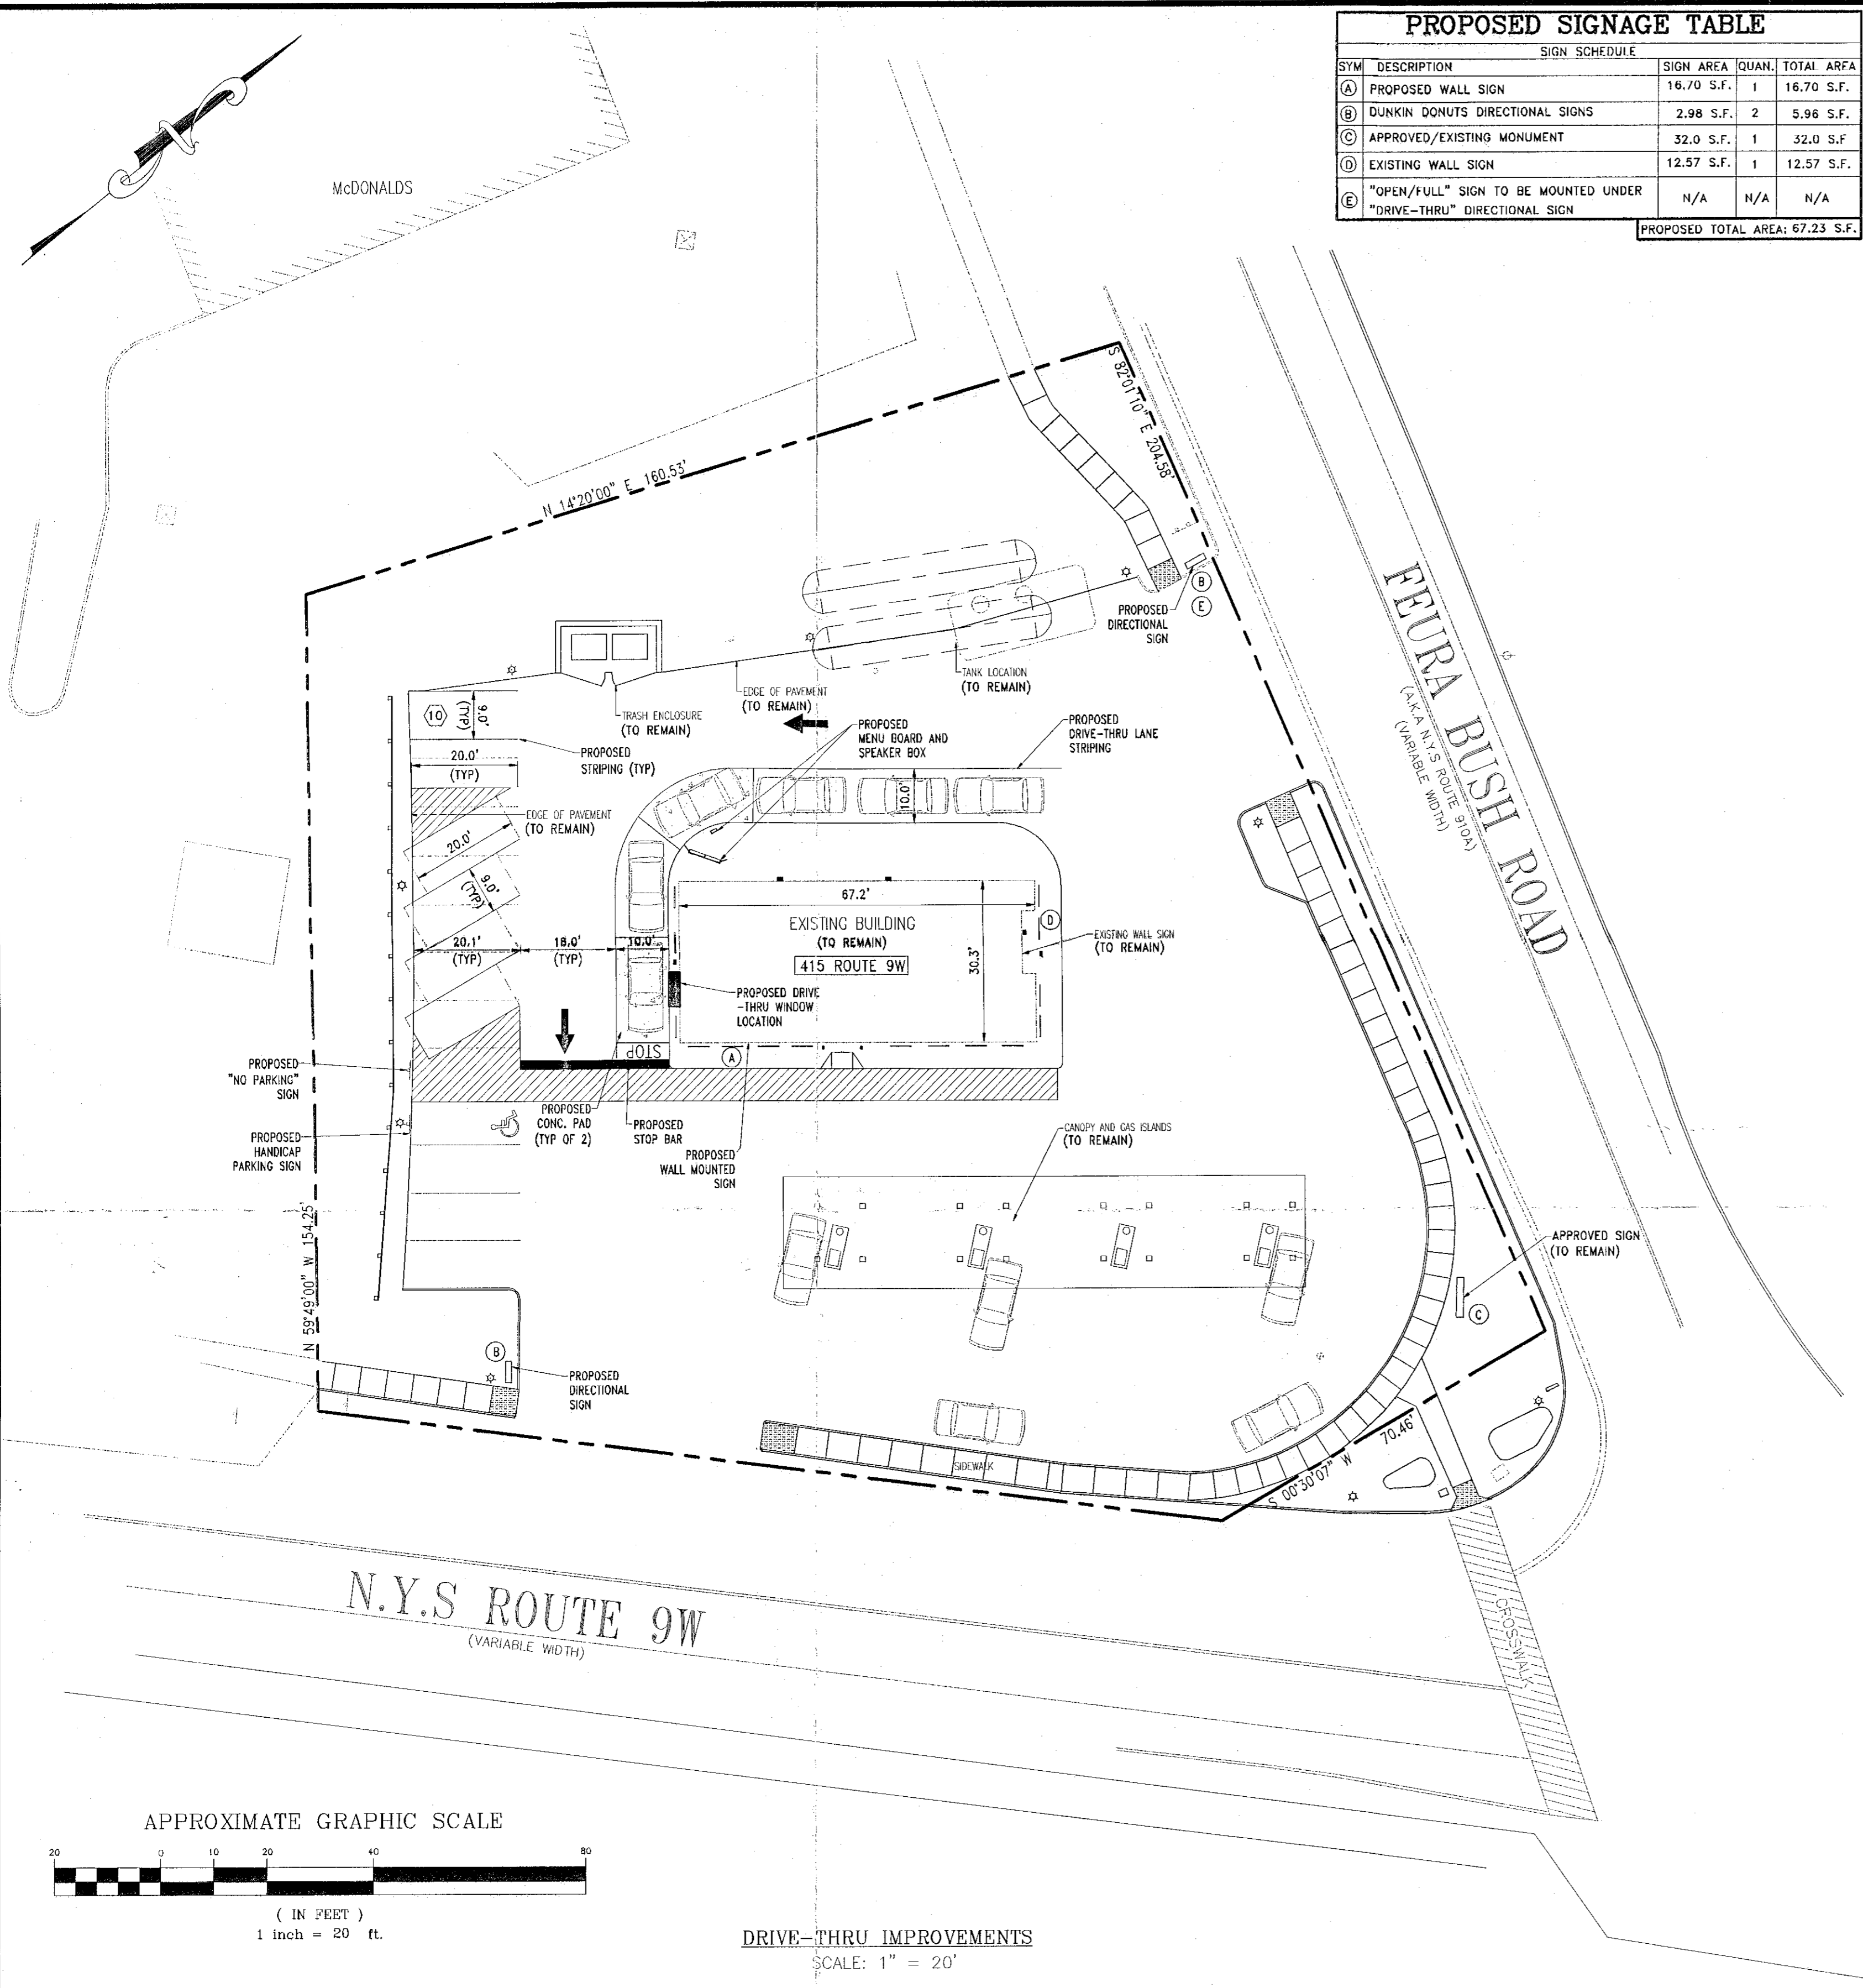 PROPOSED SIGNAGE TABLE
SIGN SCHEDULE
SYM DESCRIPTION SIGN AREA QUAN. TOTAL AREA
A PROPOSED WALL SIGN 16.70 S.F. 1 16.70 S.F.
B DUNKIN DONUTS DIRECTIONAL SIGNS 2.98 S.F. 2 5.96 S.F.
C APPROVED/EXISTING MONUMENT 32.0 S.F. 1 32.0 S.F
D EXISTING WALL SIGN 12.57 S.F. 1 12.57 S.F.
E "OPEN/FULL" SIGN TO BE MOUNTED UNDER
"DRIVE-THRU" DIRECTIONAL SIGN N/A N/A N/A
PROPOSED TOTAL AREA: 67.23 S.F.
N
McDONALDS
S 82°01'10" E 204.58'
N 14°20'00" E 160.53'
B
E
PROPOSED
DIRECTIONAL
SIGN
FEURA BUSH ROAD
(A.K.A N.Y.S ROUTE 910A)
(VARIABLE WIDTH)
TANK LOCATION
(TO REMAIN)
EDGE OF PAVEMENT
(TO REMAIN)
TRASH ENCLOSURE
(TO REMAIN)
10
9.0'
(TYP)
PROPOSED
MENU BOARD AND
SPEAKER BOX
PROPOSED
DRIVE-THRU LANE
STRIPING
PROPOSED
STRIPING (TYP)
20.0'
(TYP)
10.0'
EDGE OF PAVEMENT
(TO REMAIN)
20.0'
9.0'
(TYP)
67.2'
EXISTING BUILDING
(TO REMAIN)
415 ROUTE 9W
30.3'
D
EXISTING WALL SIGN
(TO REMAIN)
20.1'
(TYP)
18.0'
(TYP)
10.0'
PROPOSED DRIVE
-THRU WINDOW
LOCATION
STOP
A
PROPOSED
"NO PARKING"
SIGN
PROPOSED
CONC. PAD
(TYP OF 2)
PROPOSED
STOP BAR
PROPOSED
WALL MOUNTED
SIGN
CANOPY AND GAS ISLANDS
(TO REMAIN)
PROPOSED
HANDICAP
PARKING SIGN
N 59°49'00" W 154.25'
APPROVED SIGN
(TO REMAIN)
C
B
PROPOSED
DIRECTIONAL
SIGN
SIDEWALK
S 00°30'07" W 70.46'
CROSSWALK
N.Y.S ROUTE 9W
(VARIABLE WIDTH)
APPROXIMATE GRAPHIC SCALE
20 0 10 20 40 80
( IN FEET )
1 inch = 20 ft.
DRIVE-THRU IMPROVEMENTS
SCALE: 1" = 20'